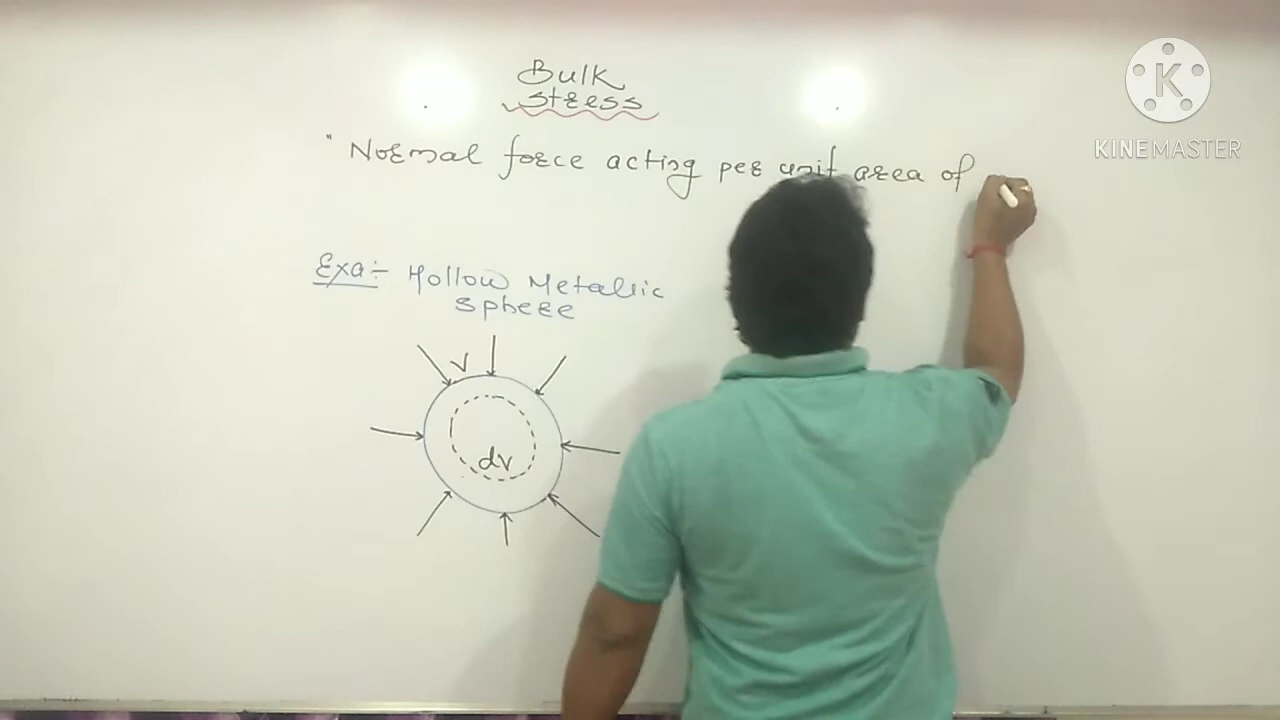 Bulk
stress
"Normal force acting per unit area of
Exa:- Hollow Metallic
sphere
V
dv
K
KINEMASTER